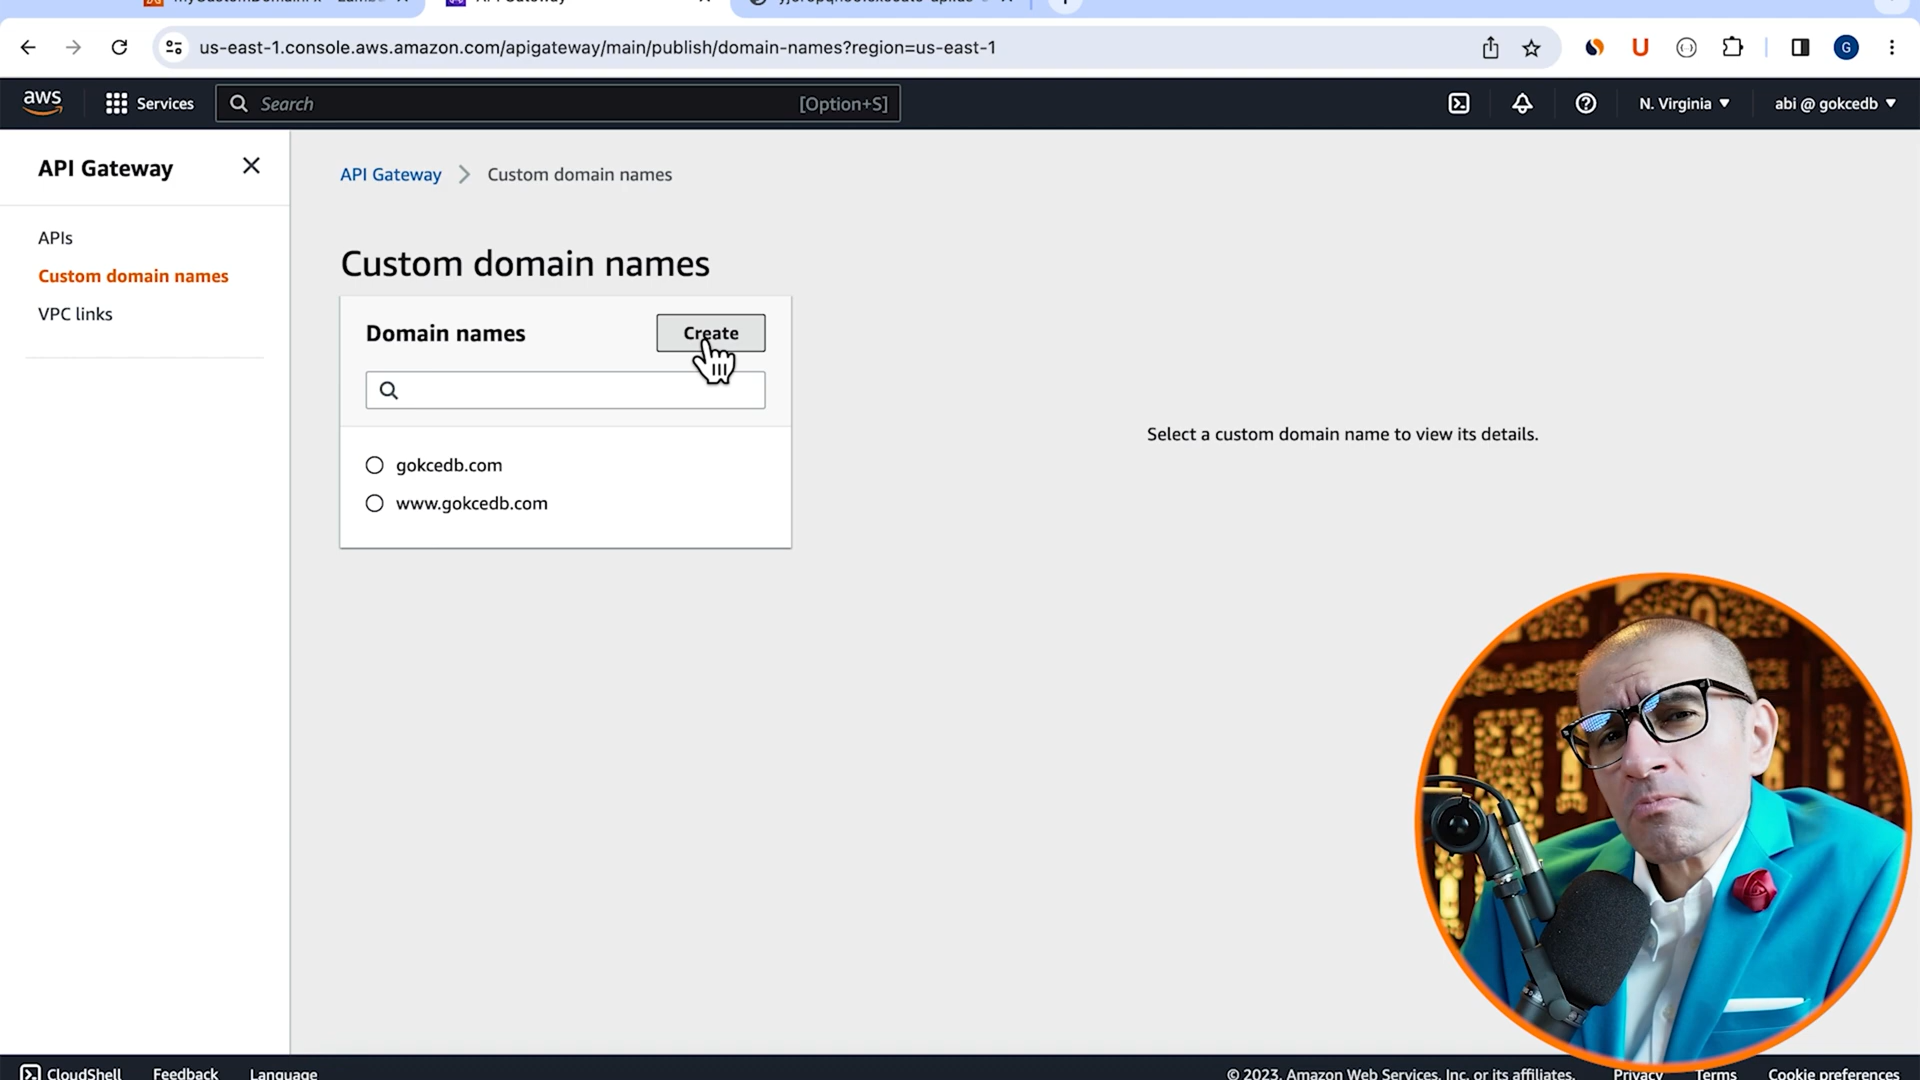 API Gateway
us-east-1.console.aws.amazon.com/apigateway/main/publish/domain-names?region=us-east-1
G
aws
Services
Search
[Option+S]
N. Virginia
abi @ gokcedb
API Gateway
APIs
Custom domain names
VPC links
API Gateway
Custom domain names
Custom domain names
Domain names
Create
gokcedb.com
www.gokcedb.com
Select a custom domain name to view its details.
CloudShell
Feedback
Language
© 2023, Amazon Web Services, Inc. or its affiliates.
Privacy
Terms
Cookie preferences